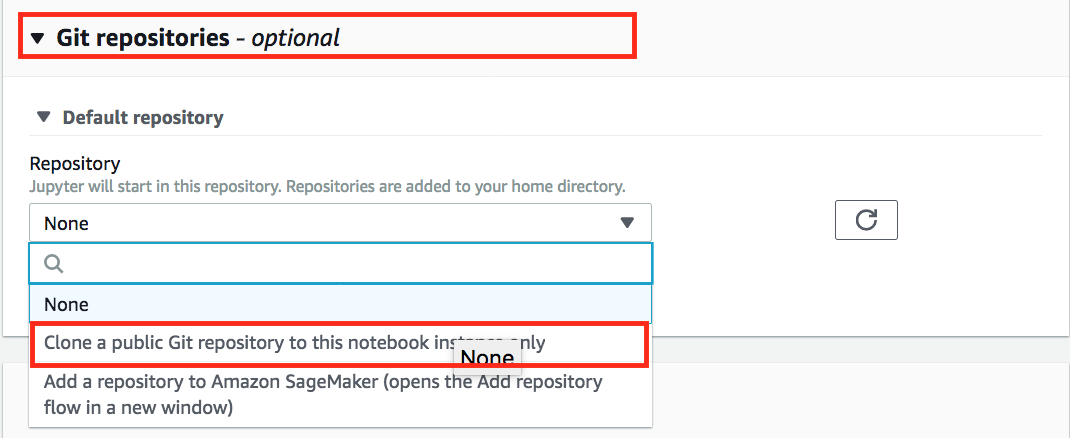 ▼ Git repositories - optional
▼ Default repository
Repository
Jupyter will start in this repository. Repositories are added to your home directory.
None
None
Clone a public Git repository to this notebook instance only
None
Add a repository to Amazon SageMaker (opens the Add repository
flow in a new window)